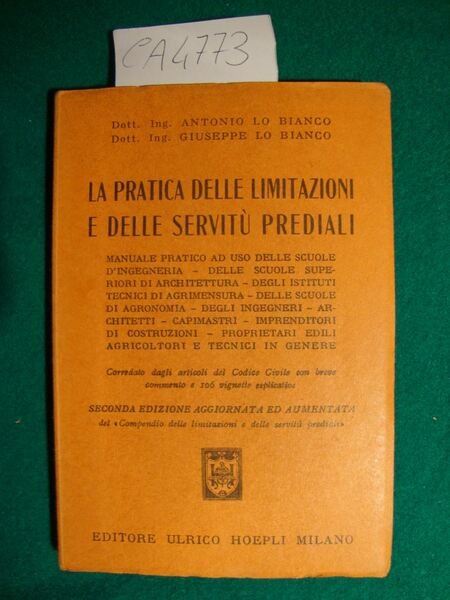 CA4773
Dott. Ing. ANTONIO LO BIANCO
Dott. Ing. GIUSEPPE LO BIANCO
LA PRATICA DELLE LIMITAZIONI
E DELLE SERVITÙ PREDIALI
MANUALE PRATICO AD USO DELLE SCUOLE
D'INGEGNERIA - DELLE SCUOLE SUPE-
RIORI DI ARCHITETTURA - DEGLI ISTITUTI
TECNICI DI AGRIMENSURA - DELLE SCUOLE
DI AGRONOMIA - DEGLI INGEGNERI - AR-
CHITETTI - CAPIMASTRI - IMPRENDITORI
DI COSTRUZIONI - PROPRIETARI EDILI
AGRICOLTORI E TECNICI IN GENERE
Corredato dagli articoli del Codice Civile con breve
commento e 106 vignette esplicative
SECONDA EDIZIONE AGGIORNATA ED AUMENTATA
del «Compendio delle limitazioni e delle servitù prediali»
EDITORE ULRICO HOEPLI MILANO